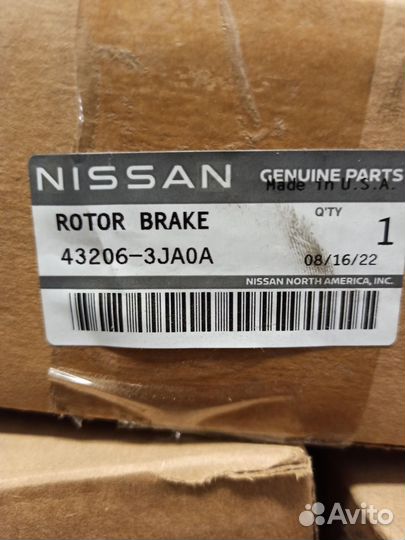 NISSAN GENUINE PARTS
Made in U.S.A.
ROTOR BRAKE
Q'TY
1
43206-3JA0A
08/16/22
NISSAN NORTH AMERICA, INC.
Avito